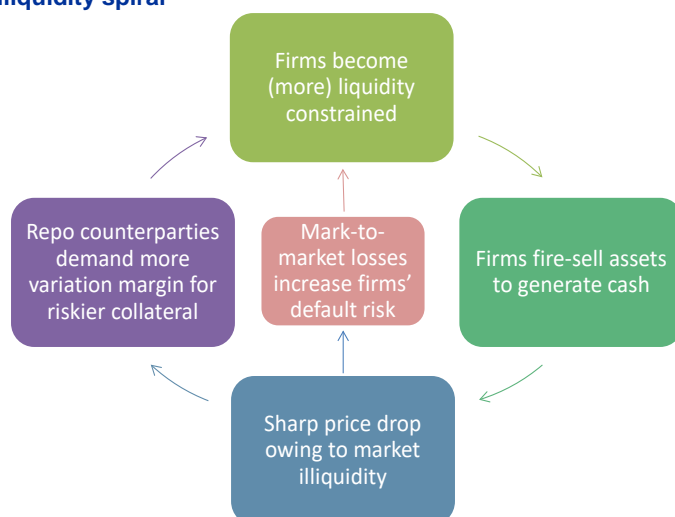 illiquidity spiral
Firms become
(more) liquidity
constrained
Repo counterparties
demand more
variation margin for
riskier collateral
Mark-to-
market losses
increase firms'
default risk
Firms fire-sell assets
to generate cash
Sharp price drop
owing to market
illiquidity